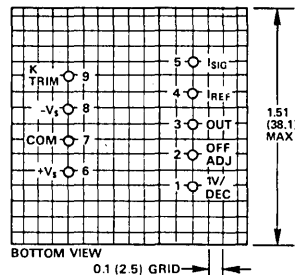 K
TRIM 9
-Vs 8
COM 7
+Vs 6
5 ISIG
4 IREF
3 OUT
2 OFF
ADJ
1 1V/
DEC
1.51
(38.1)
MAX
BOTTOM VIEW
0.1 (2.5) GRID